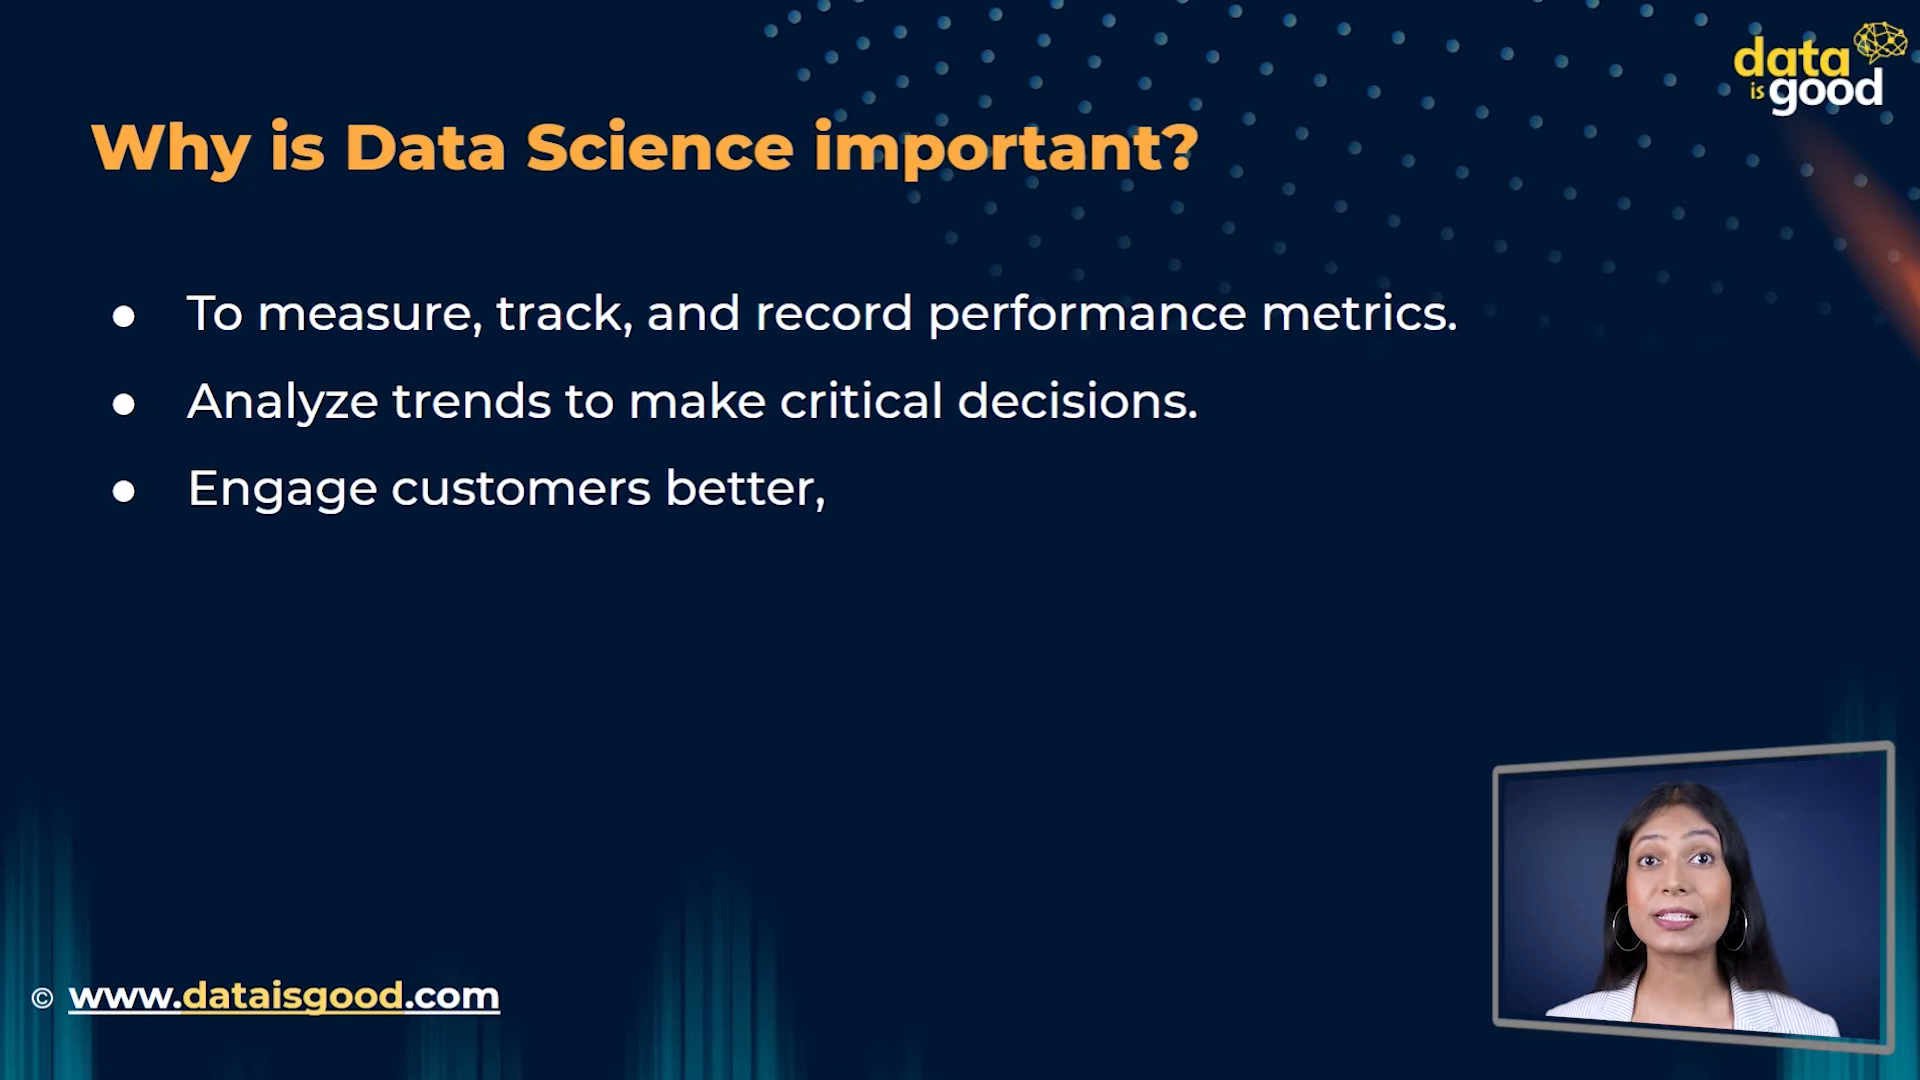 data
is good
Why is Data Science important?
● To measure, track, and record performance metrics.
● Analyze trends to make critical decisions.
● Engage customers better,
© www.dataisgood.com